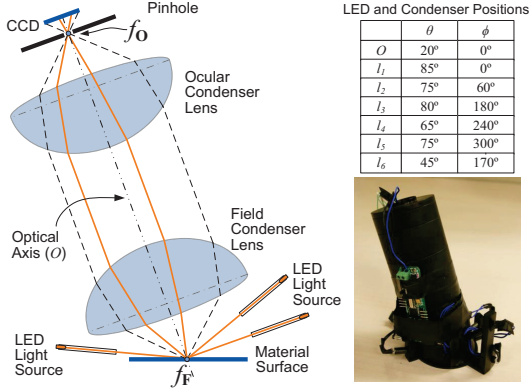 Pinhole
CCD
fO
Ocular
Condenser
Lens
Optical
Axis (O)
Field
Condenser
Lens
LED
Light
Source
LED
Light
Source
fF
Material
Surface
LED and Condenser Positions
θ ϕ
O 20º 0º
l1 85º 0º
l2 75º 60º
l3 80º 180º
l4 65º 240º
l5 75º 300º
l6 45º 170º